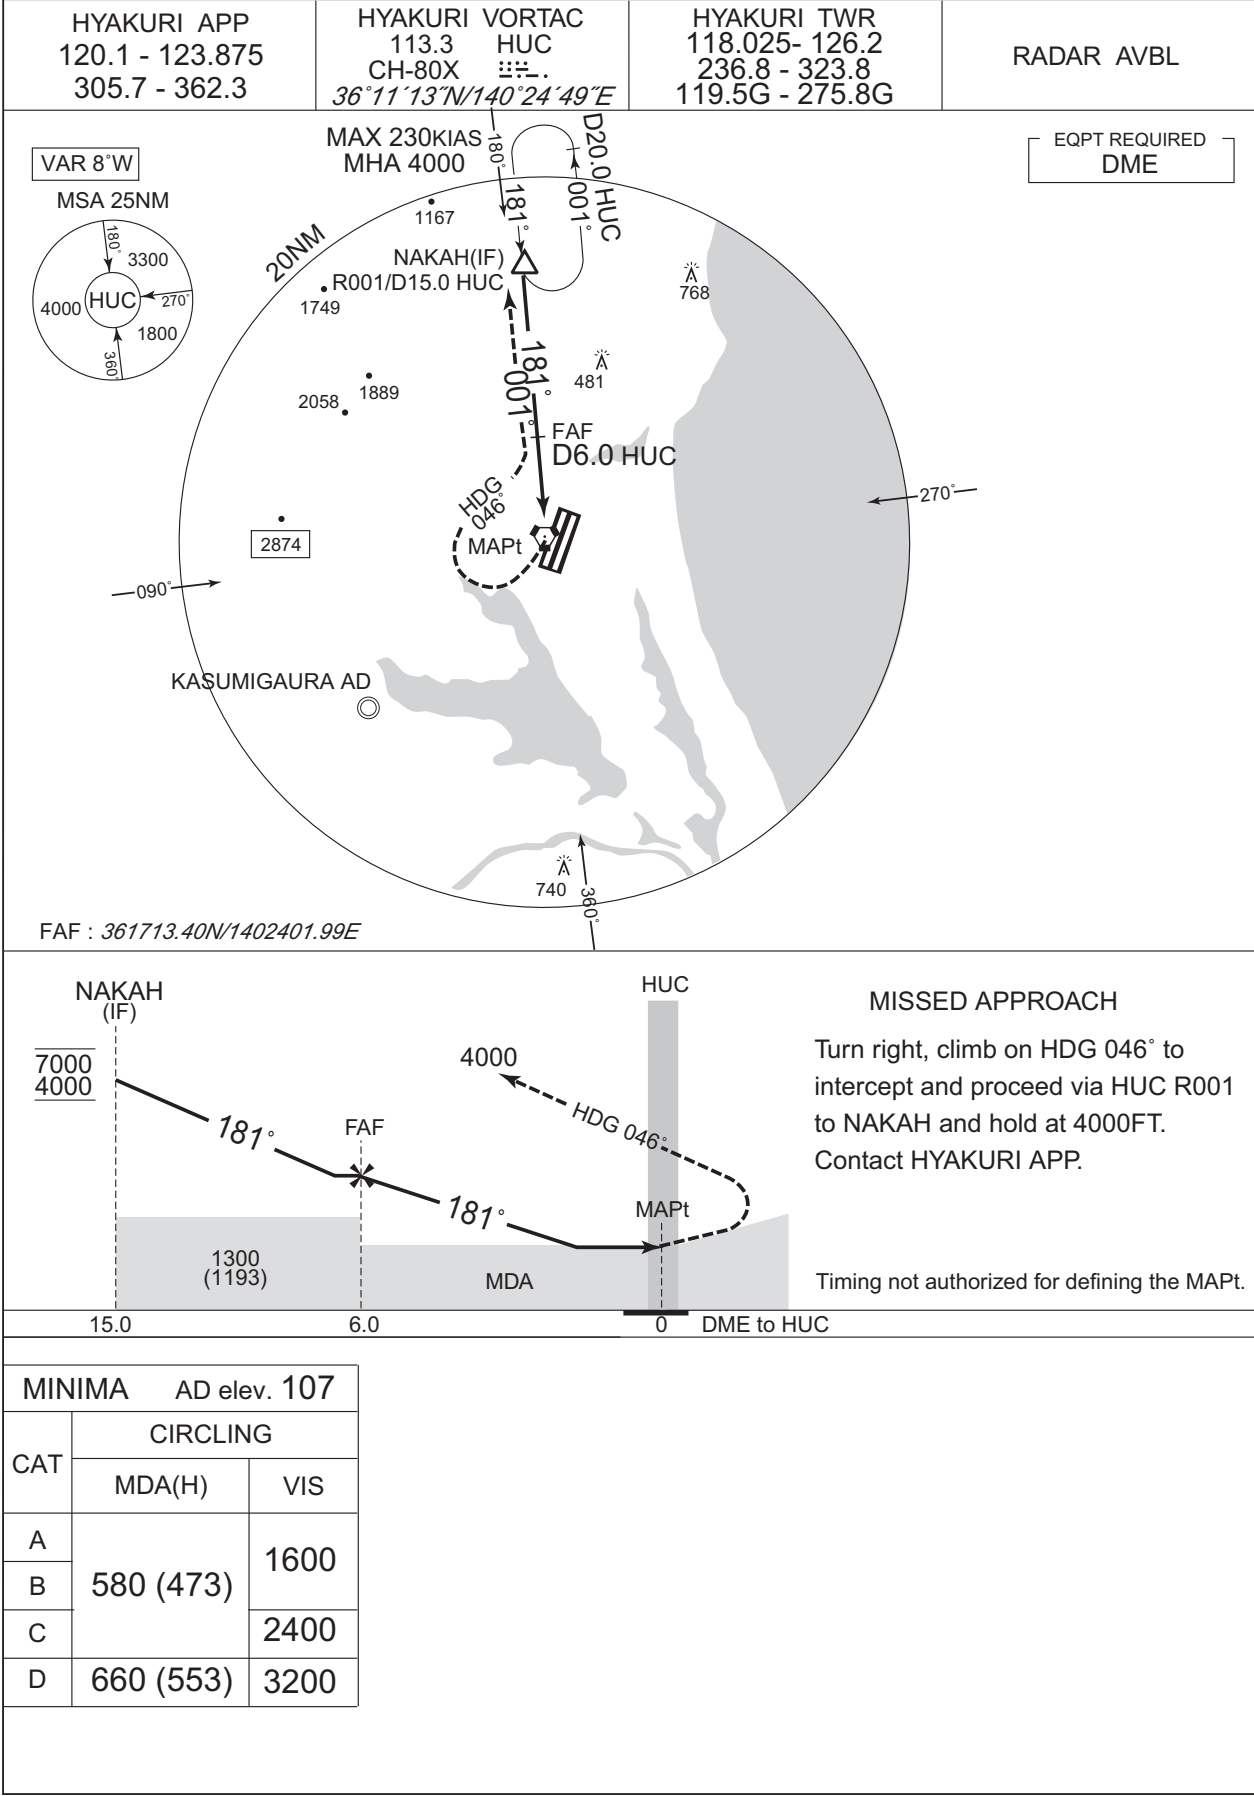 HYAKURI APP
120.1 - 123.875
305.7 - 362.3
HYAKURI VORTAC
113.3 HUC
CH-80X
36°11´13˝N/140°24´49˝E
HYAKURI TWR
118.025- 126.2
236.8 - 323.8
119.5G - 275.8G
RADAR AVBL
VAR 8°W
MSA 25NM
180°
3300
HUC
4000
270°
1800
360°
MAX 230KIAS
MHA 4000
180°
181°
001°
D20.0 HUC
EQPT REQUIRED
DME
20NM
1167
NAKAH(IF)
R001/D15.0 HUC
1749
768
181°
001°
481
1889
2058
FAF
D6.0 HUC
HDG
046°
MAPt
270°
2874
090°
KASUMIGAURA AD
740
360°
FAF : 361713.40N/1402401.99E
NAKAH
(IF)
7000
4000
181°
FAF
181°
4000
HDG 046°
HUC
MAPt
1300
(1193)
MDA
15.0
6.0
0
DME to HUC
MISSED APPROACH
Turn right, climb on HDG 046° to
intercept and proceed via HUC R001
to NAKAH and hold at 4000FT.
Contact HYAKURI APP.
Timing not authorized for defining the MAPt.
MINIMA AD elev. 107
CAT
CIRCLING
MDA(H) VIS
A
B
580 (473)
1600
C
2400
D 660 (553) 3200